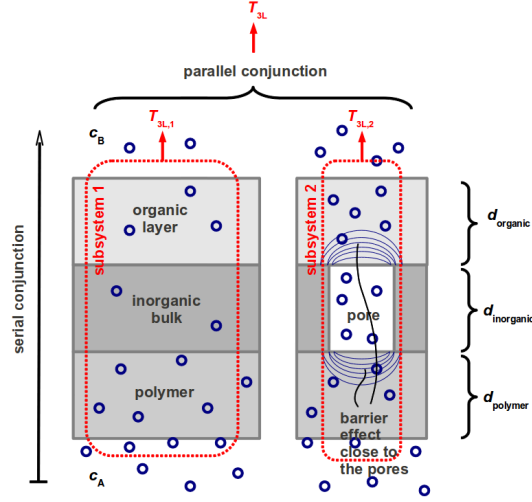 T3L
parallel conjunction
T3L,1
T3L,2
cB
subsystem 1
subsystem 2
organic
layer
inorganic
bulk
polymer
pore
barrier
effect
close to
the pores
cA
serial conjunction
dorganic
dinorganic
dpolymer